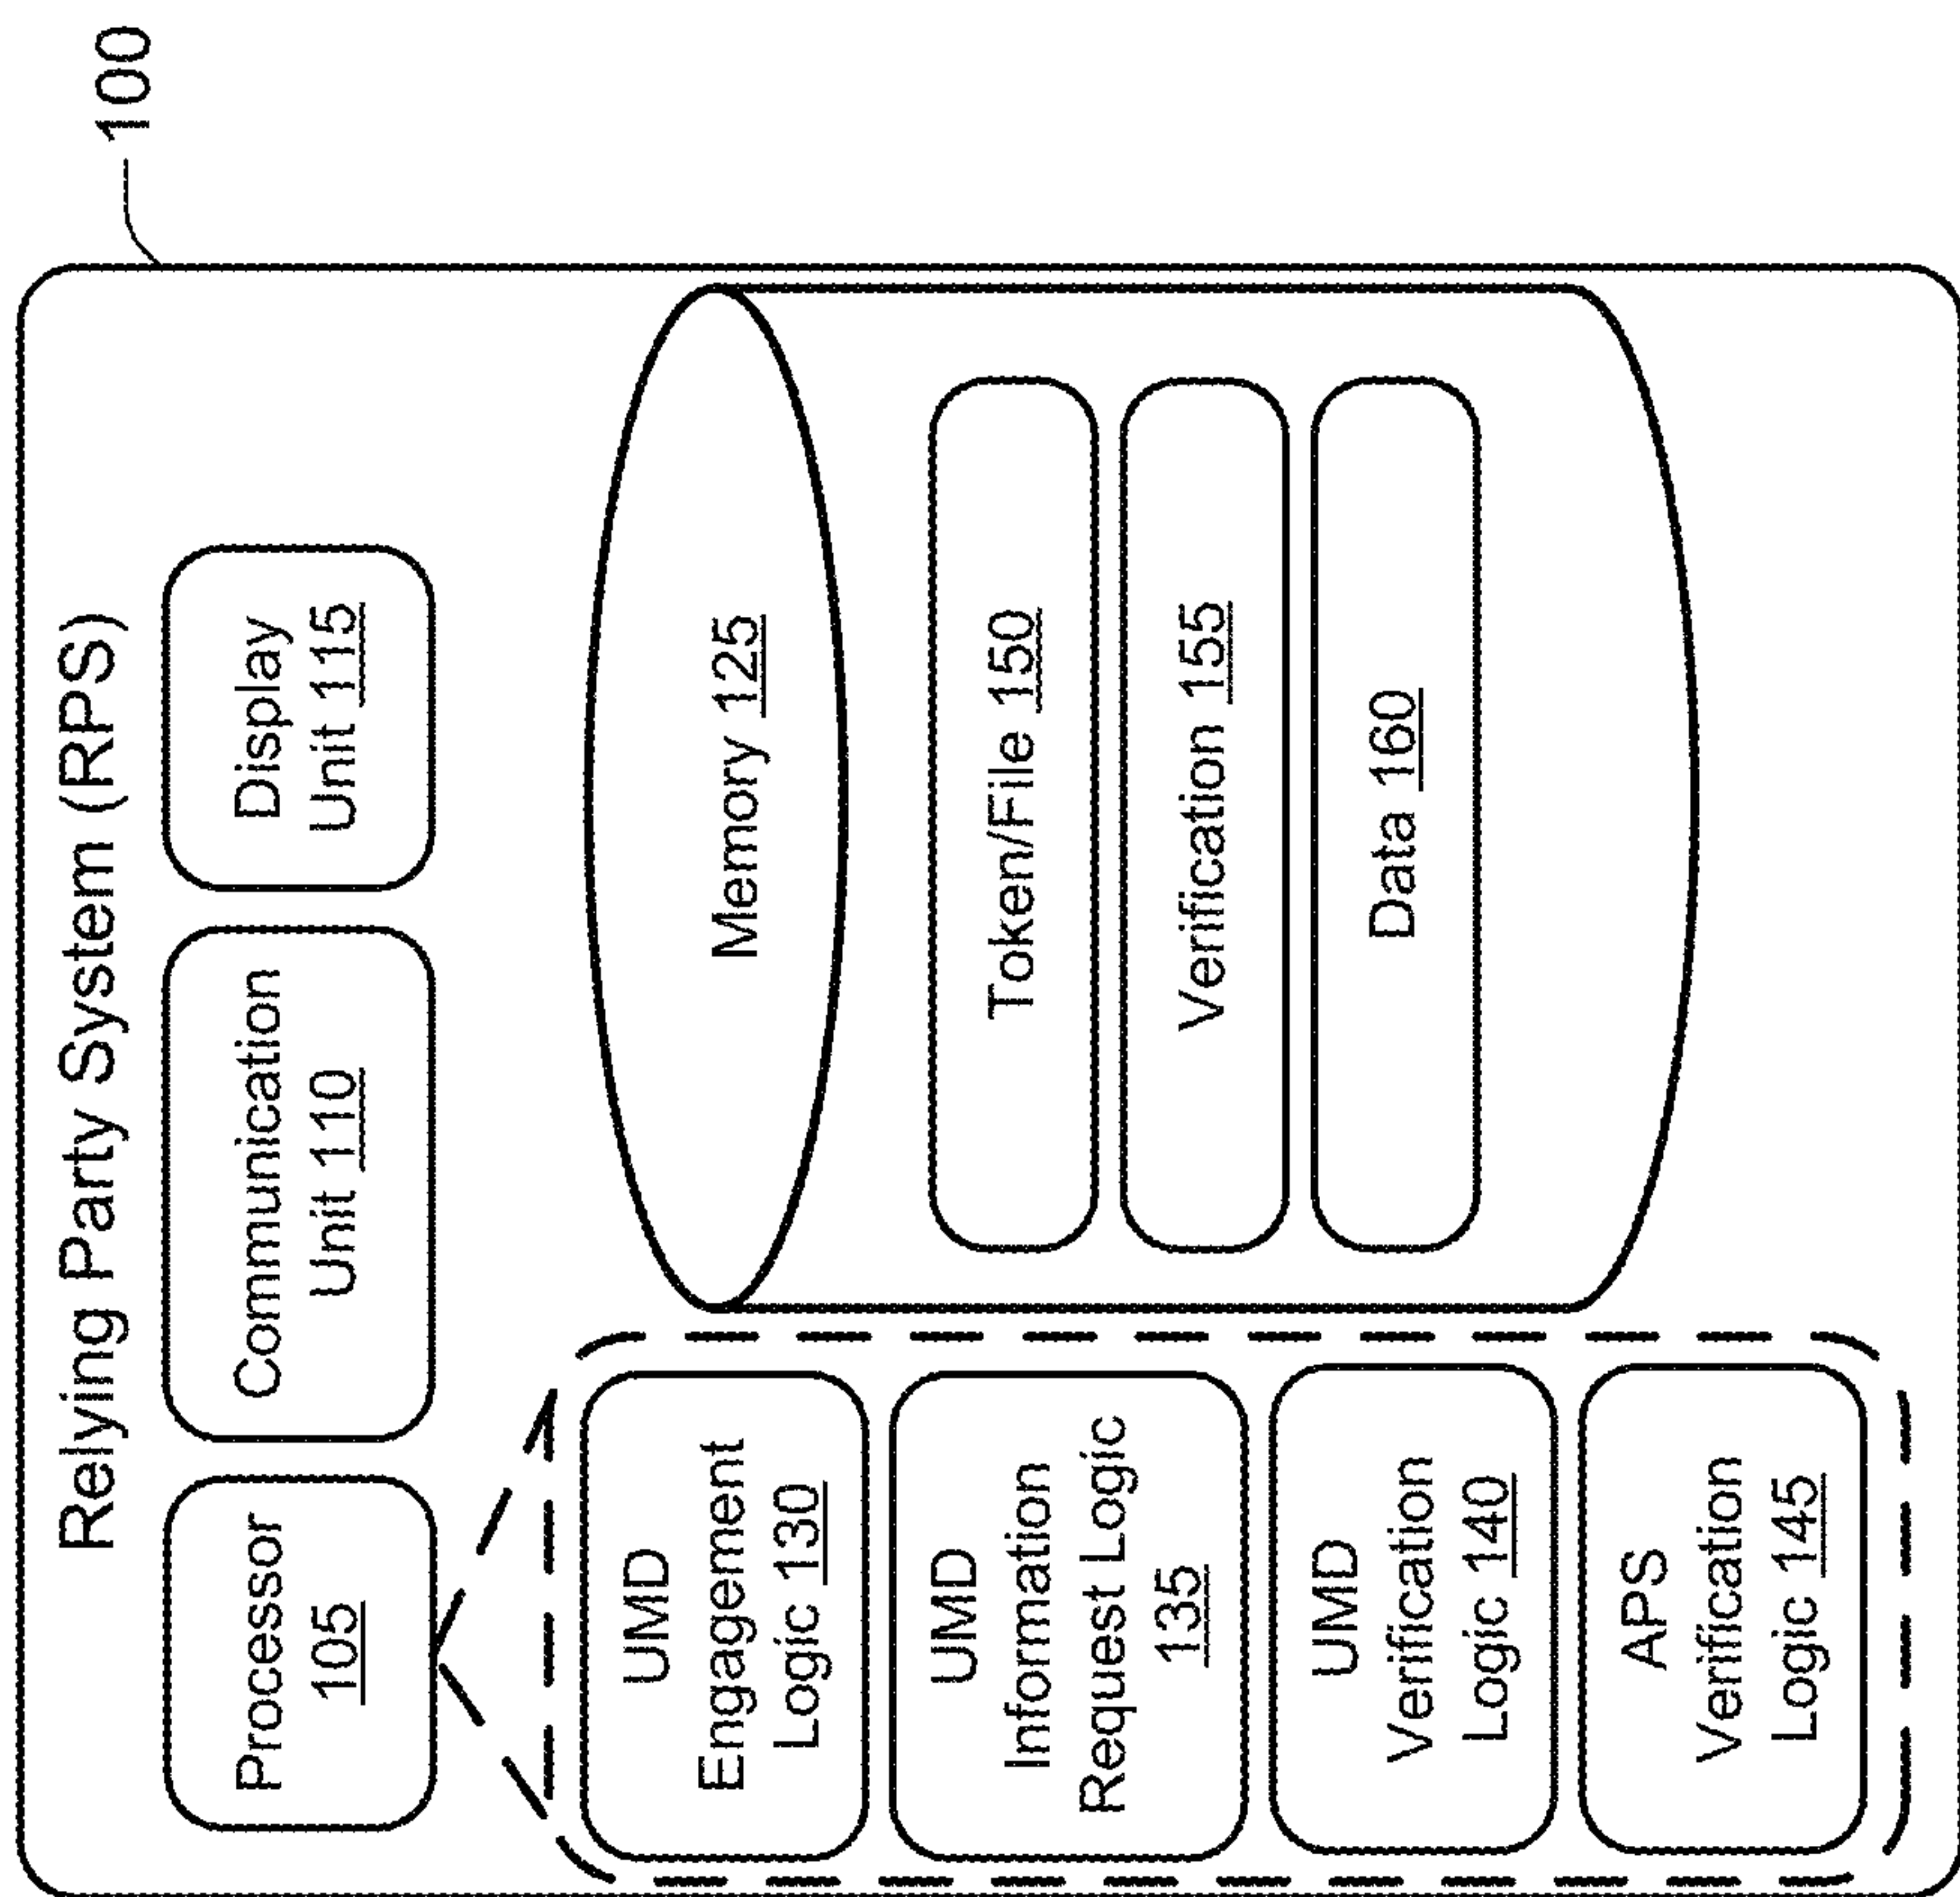 100
Relying Party System (RPS)
Processor
105
Communication
Unit 110
Display
Unit 115
UMD
Engagement
Logic 130
UMD
Information
Request Logic
135
UMD
Verification
Logic 140
APS
Verification
Logic 145
Memory 125
Token/File 150
Verification 155
Data 160